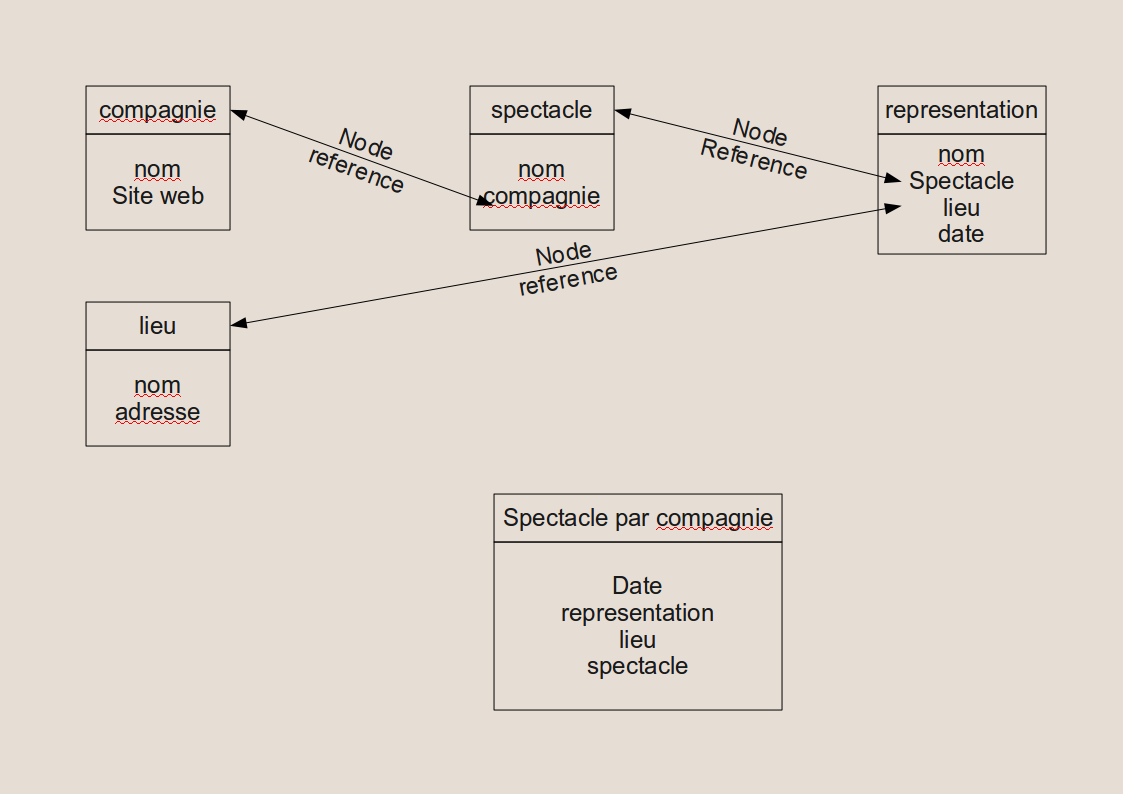 compagnie
nom
Site web
Node
reference
spectacle
nom
compagnie
Node
Reference
representation
nom
Spectacle
lieu
date
Node
reference
lieu
nom
adresse
Spectacle par compagnie
Date
representation
lieu
spectacle